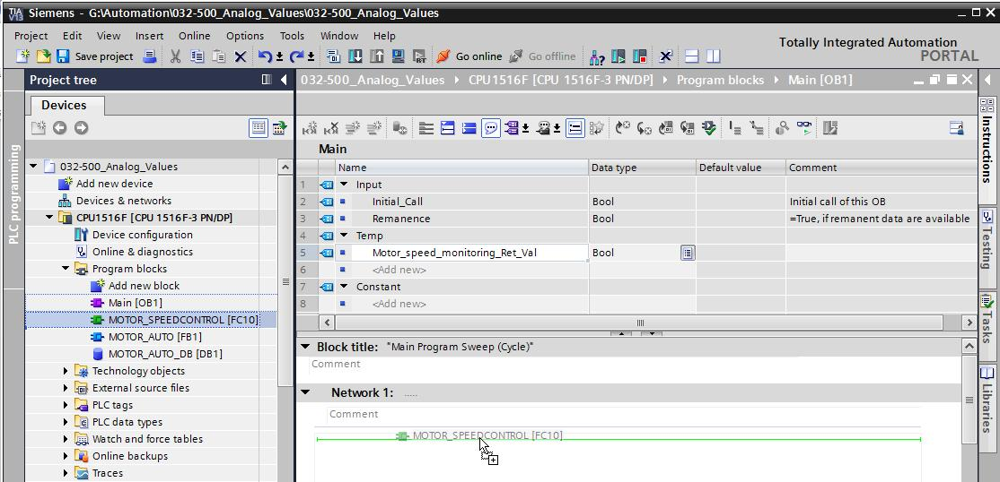 TIA V13 Siemens - G:\Automation\032-500_Analog_Values\032-500_Analog_Values
Project Edit View Insert Online Options Tools Window Help
Totally Integrated Automation
PORTAL
Save project Go online Go offline
Project tree
032-500_Analog_Values CPU1516F [CPU 1516F-3 PN/DP] Program blocks Main [OB1]
Devices
PLC programming
032-500_Analog_Values
Add new device
Devices & networks
CPU1516F [CPU 1516F-3 PN/DP]
Device configuration
Online & diagnostics
Program blocks
Add new block
Main [OB1]
MOTOR_SPEEDCONTROL [FC10]
MOTOR_AUTO [FB1]
MOTOR_AUTO_DB [DB1]
Technology objects
External source files
PLC tags
PLC data types
Watch and force tables
Online backups
Traces
Main
Name Data type Default value Comment
1 Input
2 Initial_Call Bool Initial call of this OB
3 Remanence Bool =True, if remanent data are available
4 Temp
5 Motor_speed_monitoring_Ret_Val Bool
6 <Add new>
7 Constant
8 <Add new>
Block title: "Main Program Sweep (Cycle)"
Comment
Network 1: .....
Comment
MOTOR_SPEEDCONTROL [FC10]
Instructions
Testing
Tasks
Libraries